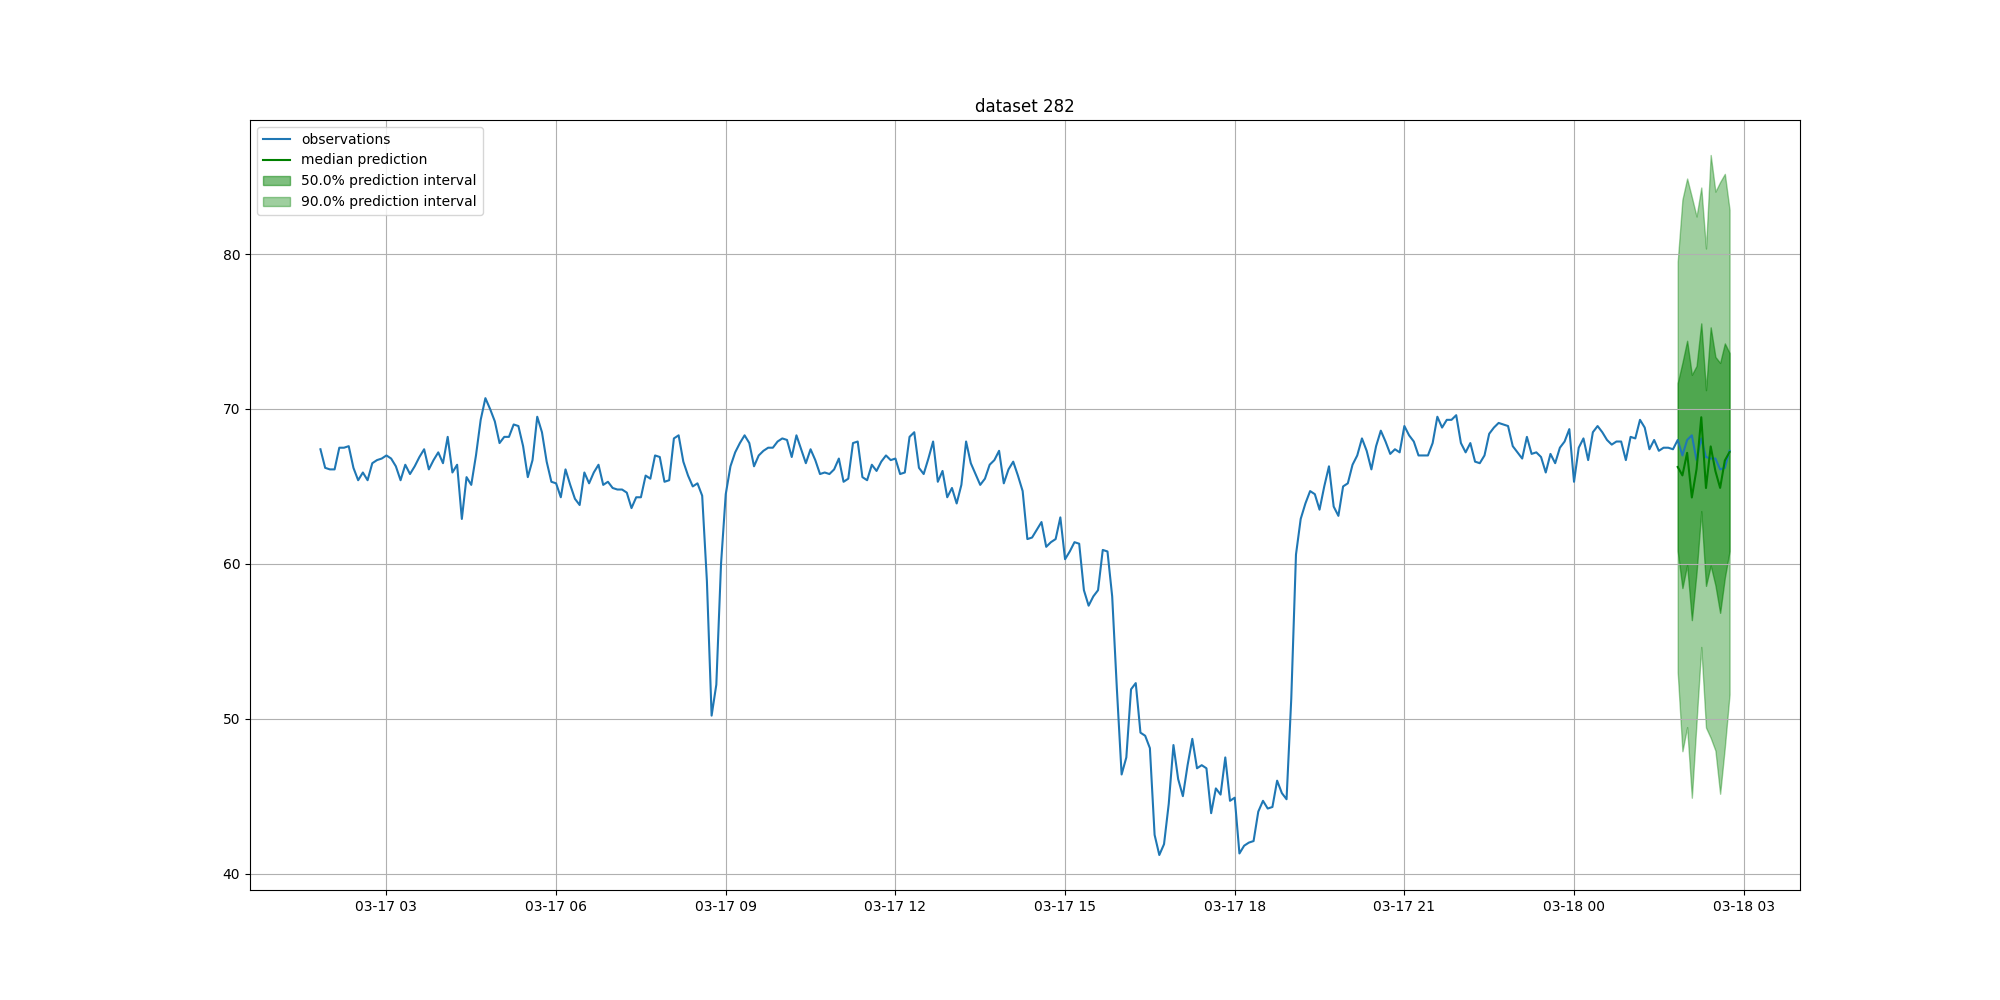 dataset 282
observations
median prediction
50.0% prediction interval
90.0% prediction interval
80
70
60
50
40
03-17 03
03-17 06
03-17 09
03-17 12
03-17 15
03-17 18
03-17 21
03-18 00
03-18 03